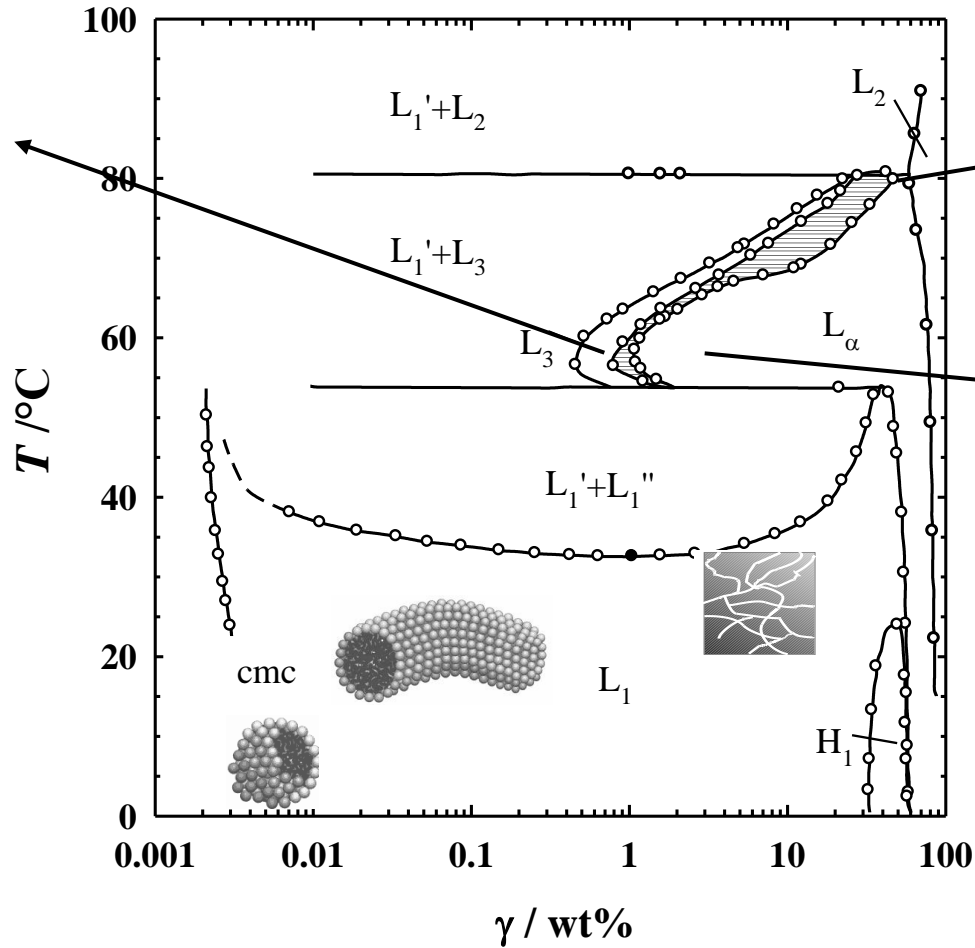 100
80
60
40
20
0
T /°C
L₁'+L₂
L₂
L₁'+L₃
L₃
Lα
L₁'+L₁"
cmc
L₁
H₁
0.001
0.01
0.1
1
10
100
γ / wt%